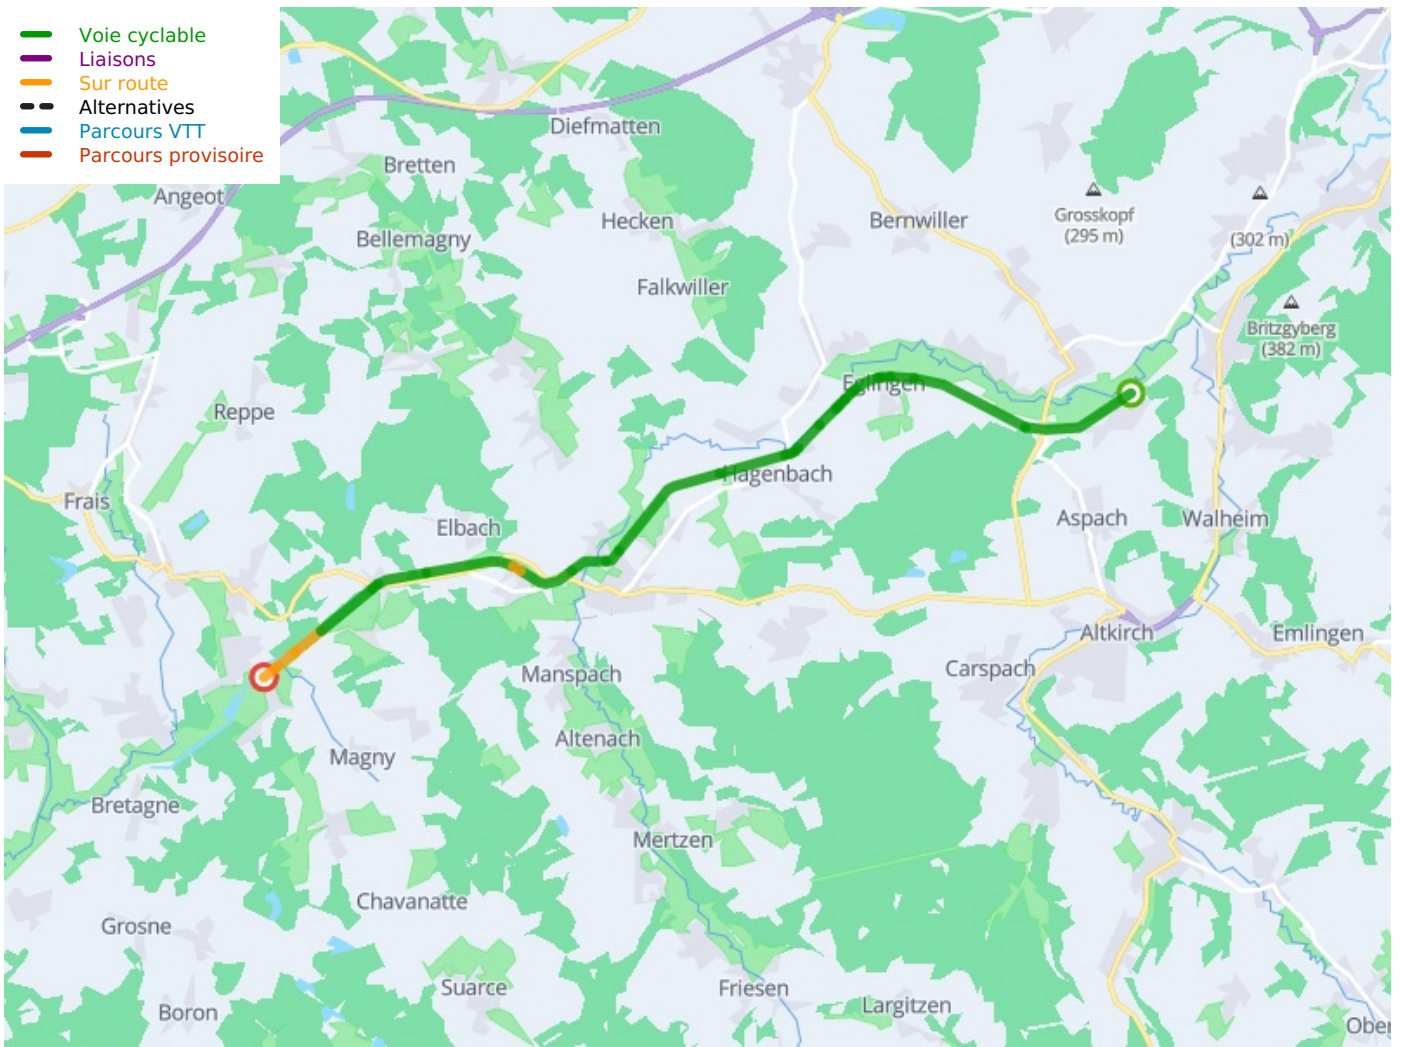 Voie cyclable
Liaisons
Sur route
Alternatives
Parcours VTT
Parcours provisoire
Diefmatten
Bretten
Angeot
Hecken
Bernwiller
Grosskopf
(295 m)
Bellemagny
(302 m)
Falkwiller
Britzgyberg
(382 m)
Eglingen
Reppe
Hagenbach
Frais
Elbach
Aspach
Walheim
Altkirch
Emlingen
Manspach
Carspach
Altenach
Magny
Bretagne
Mertzen
Chavanatte
Grosne
Suarce
Friesen
Largitzen
Boron
Ober